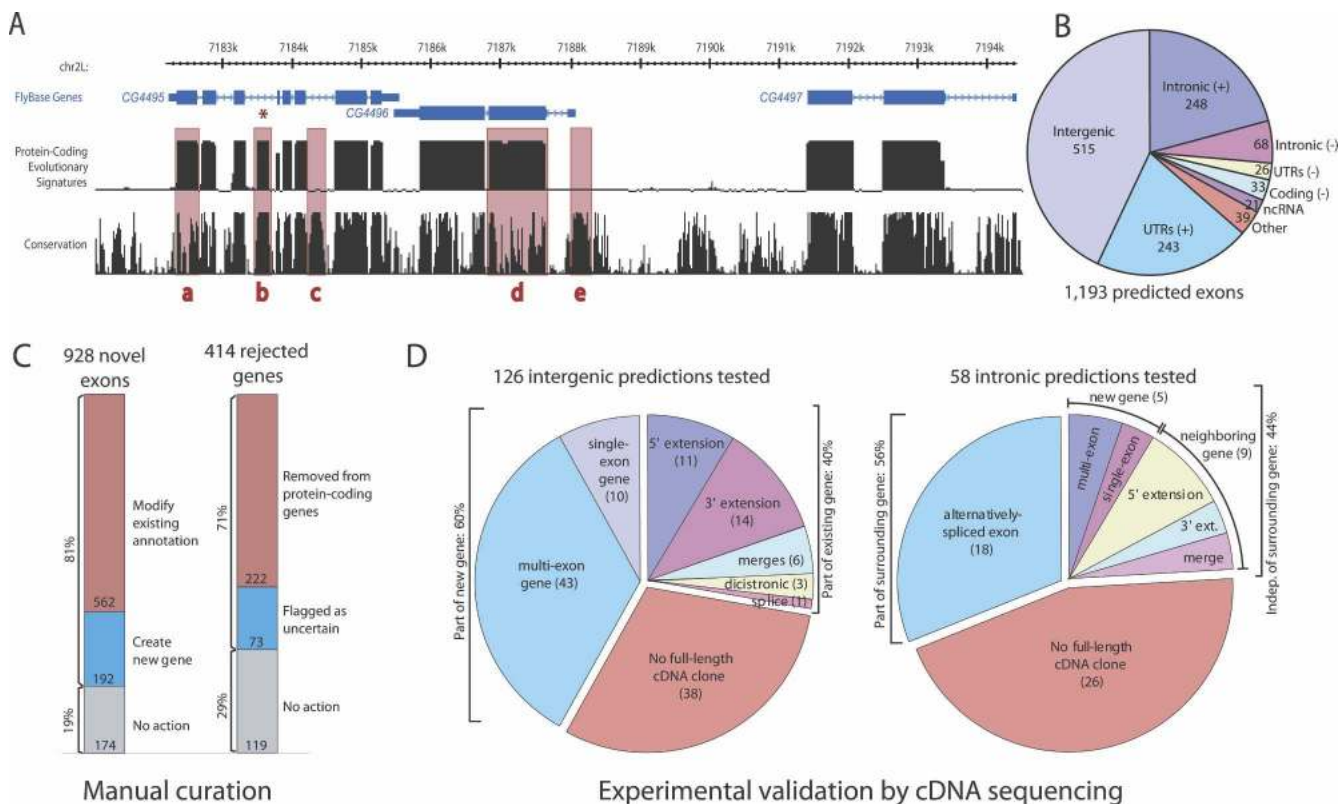 A
7183k 7184k 7185k 7186k 7187k 7188k 7189k 7190k 7191k 7192k 7193k 7194k
chr2L:
FlyBase Genes
CG4495
*
CG4496
CG4497
Protein-Coding
Evolutionary
Signatures
Conservation
a b c d e
B
Intergenic
515
Intronic (+)
248
68 Intronic (-)
26 UTRs (-)
33 Coding (-)
21 ncRNA
39 Other
UTRs (+)
243
1,193 predicted exons
C
928 novel
exons
81%
19%
562
192
174
Modify
existing
annotation
Create
new gene
No action
414 rejected
genes
71%
29%
222
73
119
Removed from
protein-coding
genes
Flagged as
uncertain
No action
Manual curation
D
126 intergenic predictions tested
Part of new gene: 60%
single-
exon
gene
(10)
5' extension
(11)
3' extension
(14)
merges (6)
dicistronic (3)
splice (1)
multi-exon
gene (43)
No full-length
cDNA clone
(38)
Part of existing gene: 40%
58 intronic predictions tested
Part of surrounding gene: 56%
new gene (5)
neighboring
gene (9)
multi-exon
single-exon
5' extension
3' ext.
merge
alternatively-
spliced exon
(18)
No full-length
cDNA clone
(26)
Indep. of surrounding gene: 44%
Experimental validation by cDNA sequencing